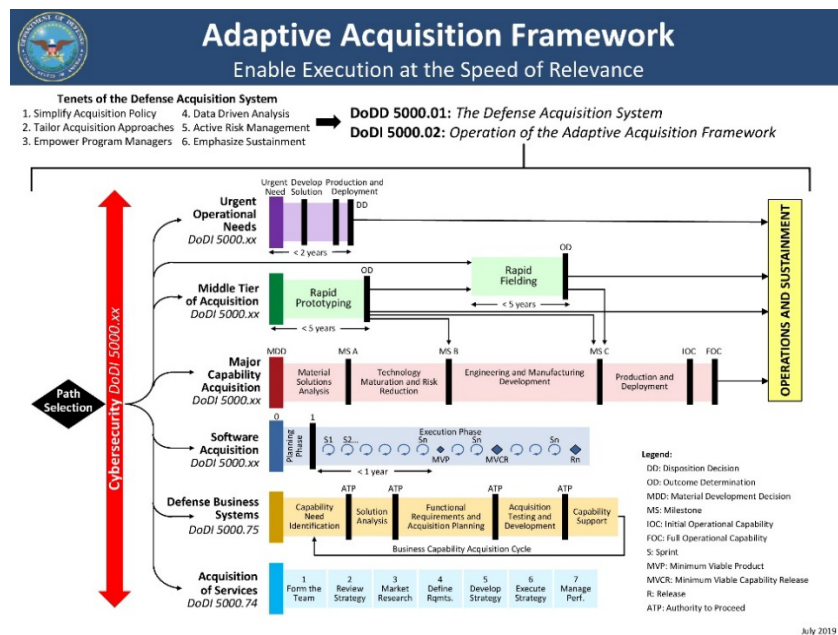 Adaptive Acquisition Framework
Enable Execution at the Speed of Relevance
Tenets of the Defense Acquisition System
1. Simplify Acquisition Policy
2. Tailor Acquisition Approaches
3. Empower Program Managers
4. Data Driven Analysis
5. Active Risk Management
6. Emphasize Sustainment
DoDD 5000.01: The Defense Acquisition System
DoDI 5000.02: Operation of the Adaptive Acquisition Framework
Path
Selection
Cybersecurity DoDI 5000.xx
Urgent
Operational
Needs
DoDI 5000.xx
Urgent
Need
Develop
Solution
Production and
Deployment
DD
< 2 years
Middle Tier
of Acquisition
DoDI 5000.xx
Rapid
Prototyping
OD
< 5 years
Rapid
Fielding
OD
< 5 years
Major
Capability
Acquisition
DoDI 5000.xx
MDD
Material
Solutions
Analysis
MS A
Technology
Maturation and Risk
Reduction
MS B
Engineering and Manufacturing
Development
MS C
Production and
Deployment
IOC
FOC
OPERATIONS AND SUSTAINMENT
Software
Acquisition
DoDI 5000.xx
0
Planning
Phase
1
Execution Phase
S1
S2...
Sn
MVP
Sn
MVCR
Sn
Rn
< 1 year
Defense Business
Systems
DoDI 5000.75
Capability
Need
Identification
ATP
Solution
Analysis
ATP
Functional
Requirements and
Acquisition Planning
ATP
Acquisition
Testing and
Development
ATP
Capability
Support
Business Capability Acquisition Cycle
Acquisition
of Services
DoDI 5000.74
1
Form the
Team
2
Review
Strategy
3
Market
Research
4
Define
Rqmts.
5
Develop
Strategy
6
Execute
Strategy
7
Manage
Perf.
Legend:
DD: Disposition Decision
OD: Outcome Determination
MDD: Material Development Decision
MS: Milestone
IOC: Initial Operational Capability
FOC: Full Operational Capability
S: Sprint
MVP: Minimum Viable Product
MVCR: Minimum Viable Capability Release
R: Release
ATP: Authority to Proceed
July 2019